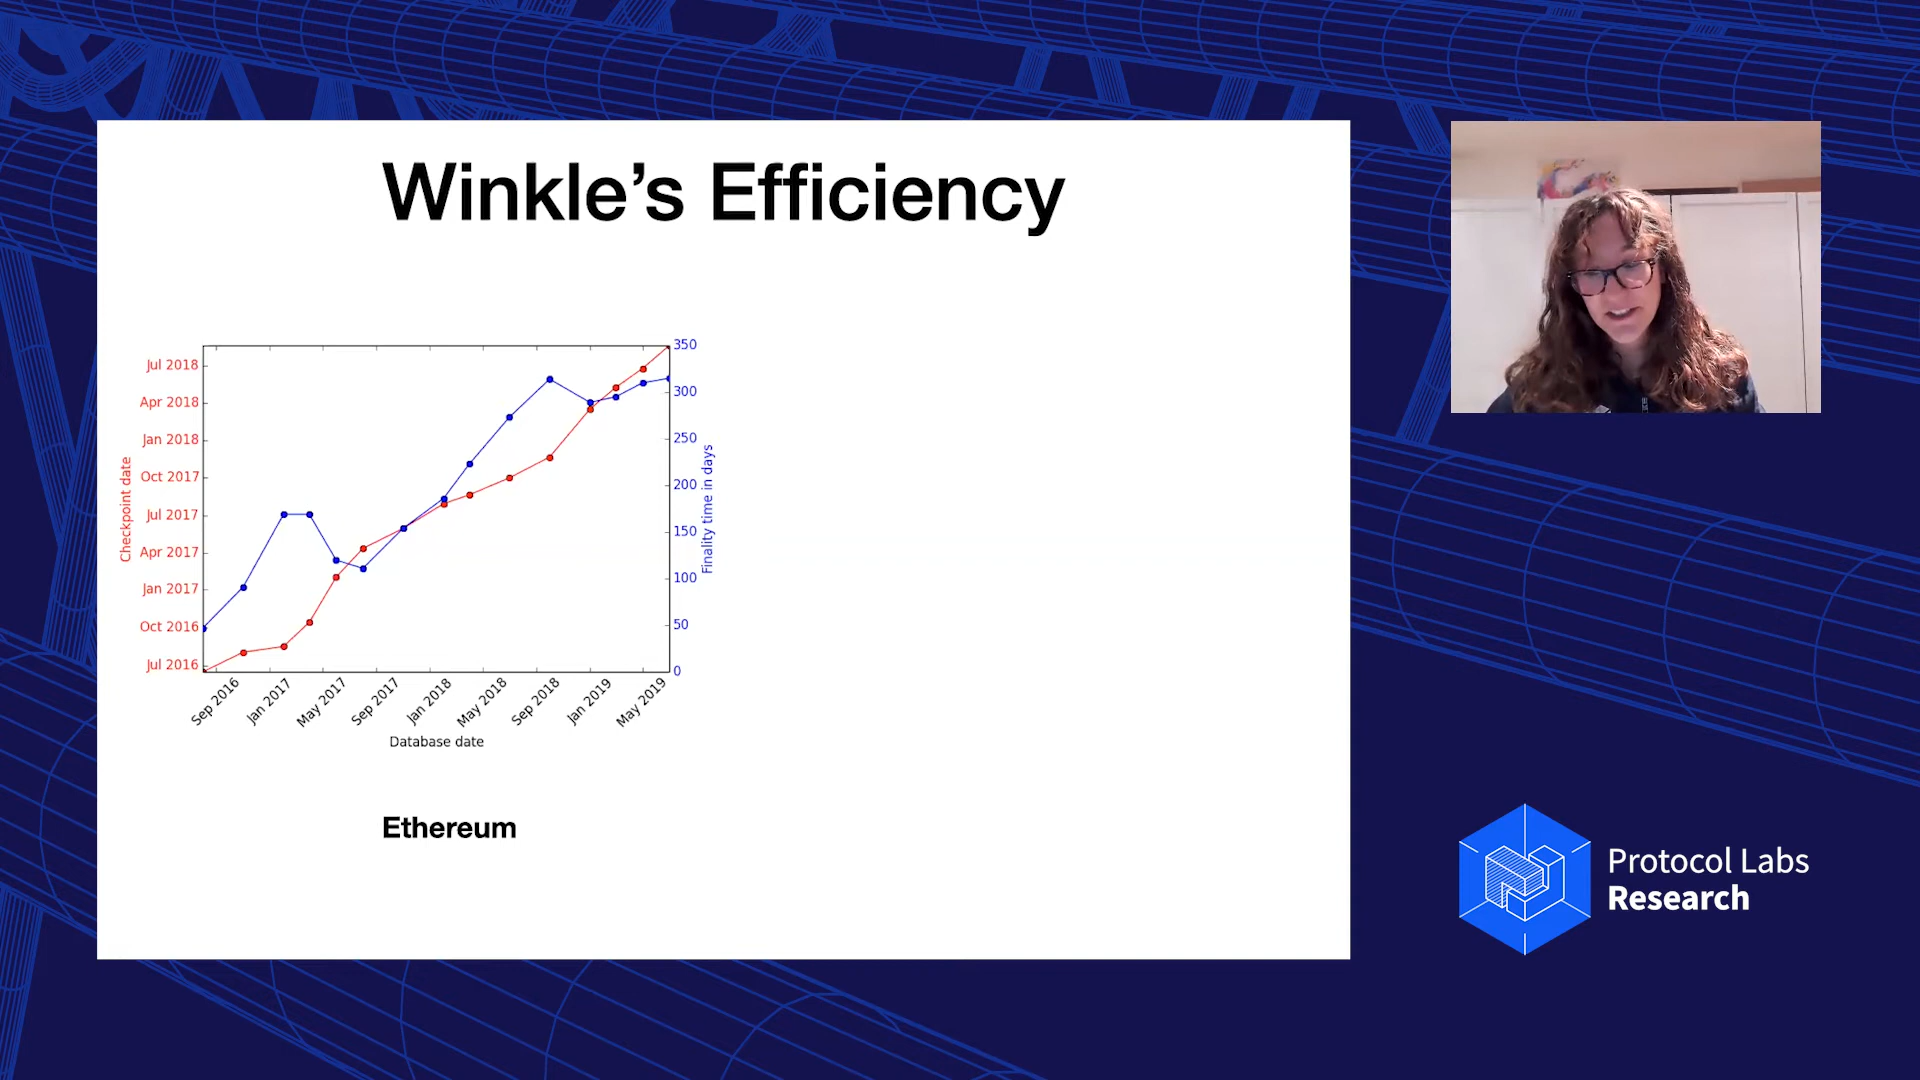 Winkle’s Efficiency
Jul 2018
Apr 2018
Jan 2018
Oct 2017
Jul 2017
Apr 2017
Jan 2017
Oct 2016
Jul 2016
Checkpoint date
350
300
250
200
150
100
50
0
Finality time in days
Sep 2016
Jan 2017
May 2017
Sep 2017
Jan 2018
May 2018
Sep 2018
Jan 2019
May 2019
Database date
Ethereum
Protocol Labs
Research